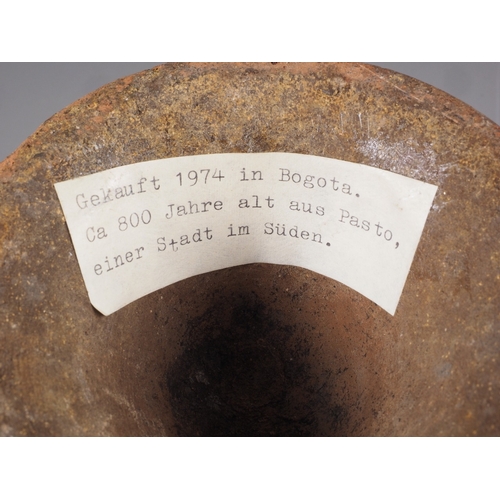 Gekauft 1974 in Bogota.
Ca 800 Jahre alt aus Pasto,
einer Stadt im Süden.